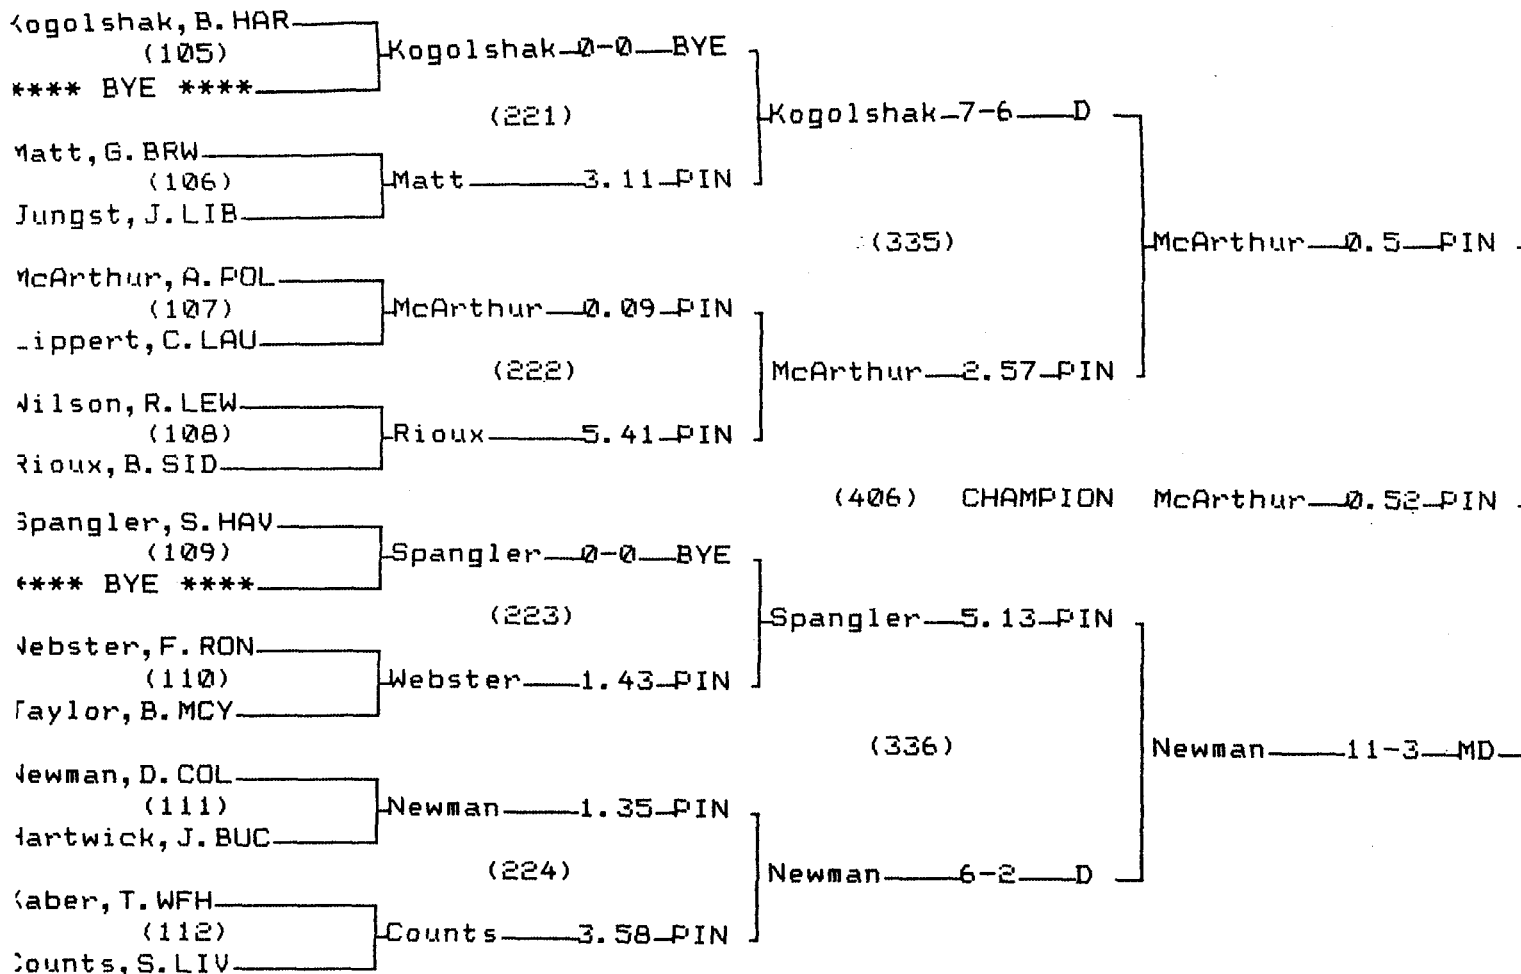 Kogolshak, B. HAR
(105) Kogolshak 0-0 BYE
**** BYE ****
(221) Kogolshak 7-6 D
Matt, G. BRW
(106) Matt 3.11 PIN
Jungst, J. LIB
(335) McArthur 0.5 PIN
McArthur, A. POL
(107) McArthur 0.09 PIN
Lippert, C. LAU
(222) McArthur 2.57 PIN
Wilson, R. LEW
(108) Rioux 5.41 PIN
Rioux, B. SID
(406) CHAMPION McArthur 0.52 PIN
Spangler, S. HAV
(109) Spangler 0-0 BYE
**** BYE ****
(223) Spangler 5.13 PIN
Webster, F. RON
(110) Webster 1.43 PIN
Taylor, B. MCY
(336) Newman 11-3 MD
Newman, D. COL
(111) Newman 1.35 PIN
Hartwick, J. BUC
(224) Newman 6-2 D
Kaber, T. WFH
(112) Counts 3.58 PIN
Counts, S. LIV